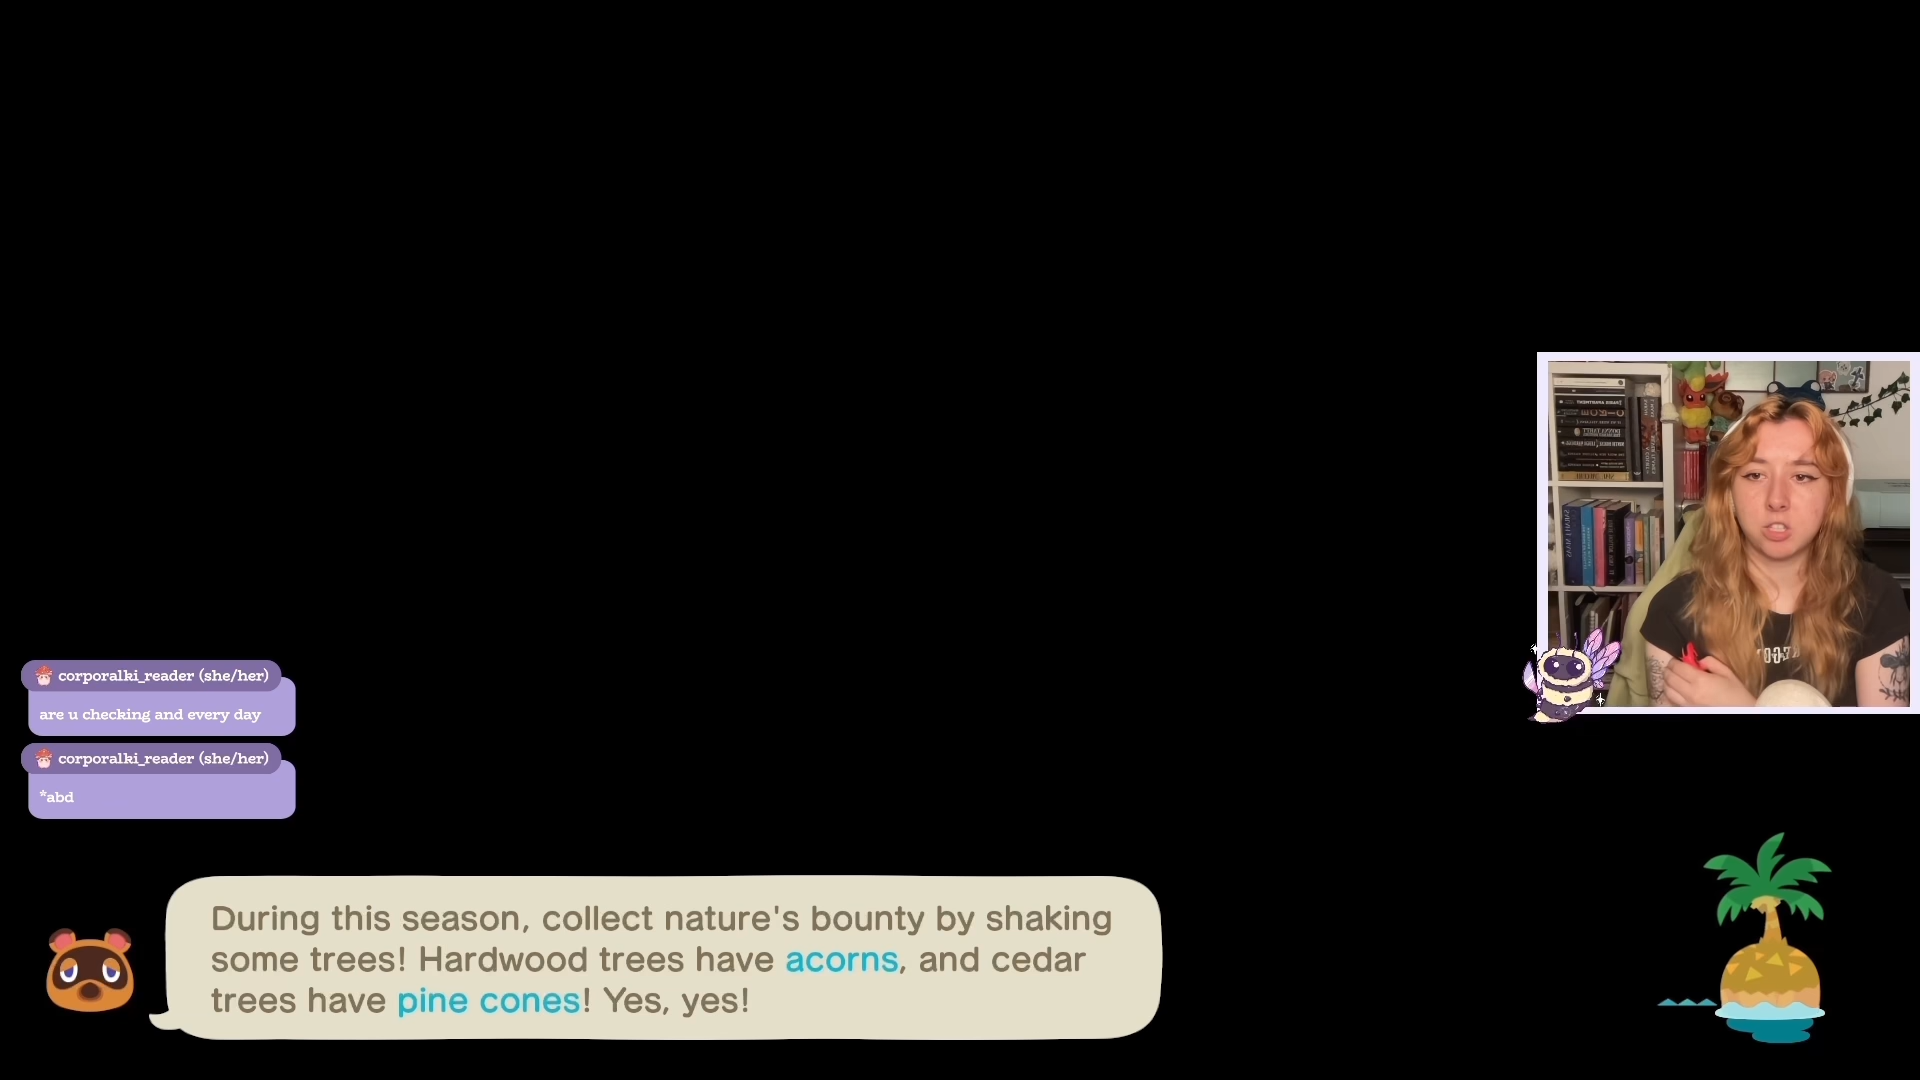 corporalki_reader (she/her)
are u checking and every day
corporalki_reader (she/her)
*abd
During this season, collect nature's bounty by shaking
some trees! Hardwood trees have acorns, and cedar
trees have pine cones! Yes, yes!